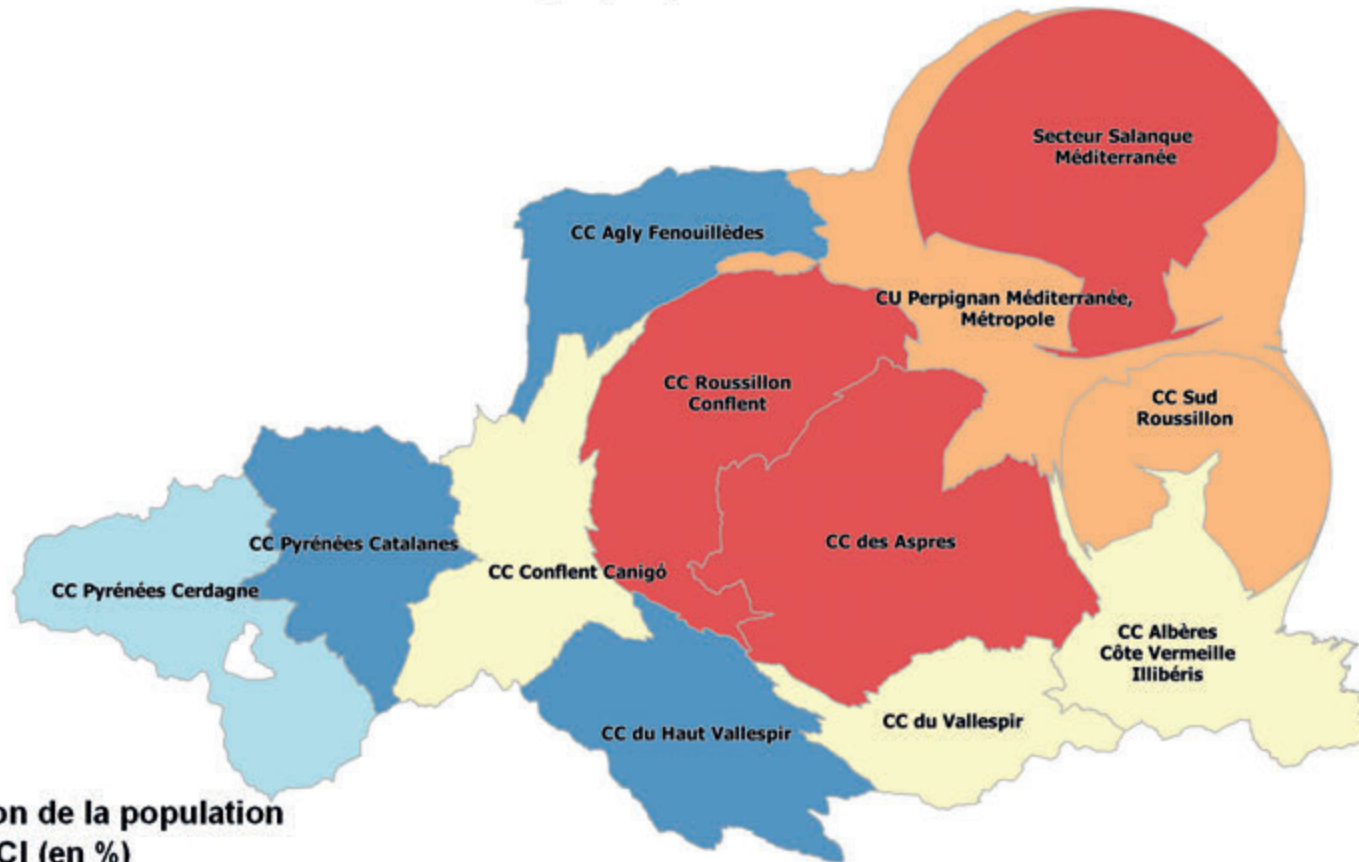 Secteur Salanque
Méditerranée
CC Agly Fenouillèdes
CU Perpignan Méditerranée,
Métropole
CC Roussillon
Conflent
CC Sud
Roussillon
CC des Aspres
CC Pyrénées Catalanes
CC Conflent Canigó
CC Pyrénées Cerdagne
CC Albères
Côte Vermeille
Illibéris
CC du Vallespir
CC du Haut Vallespir
on de la population
CI (en %)